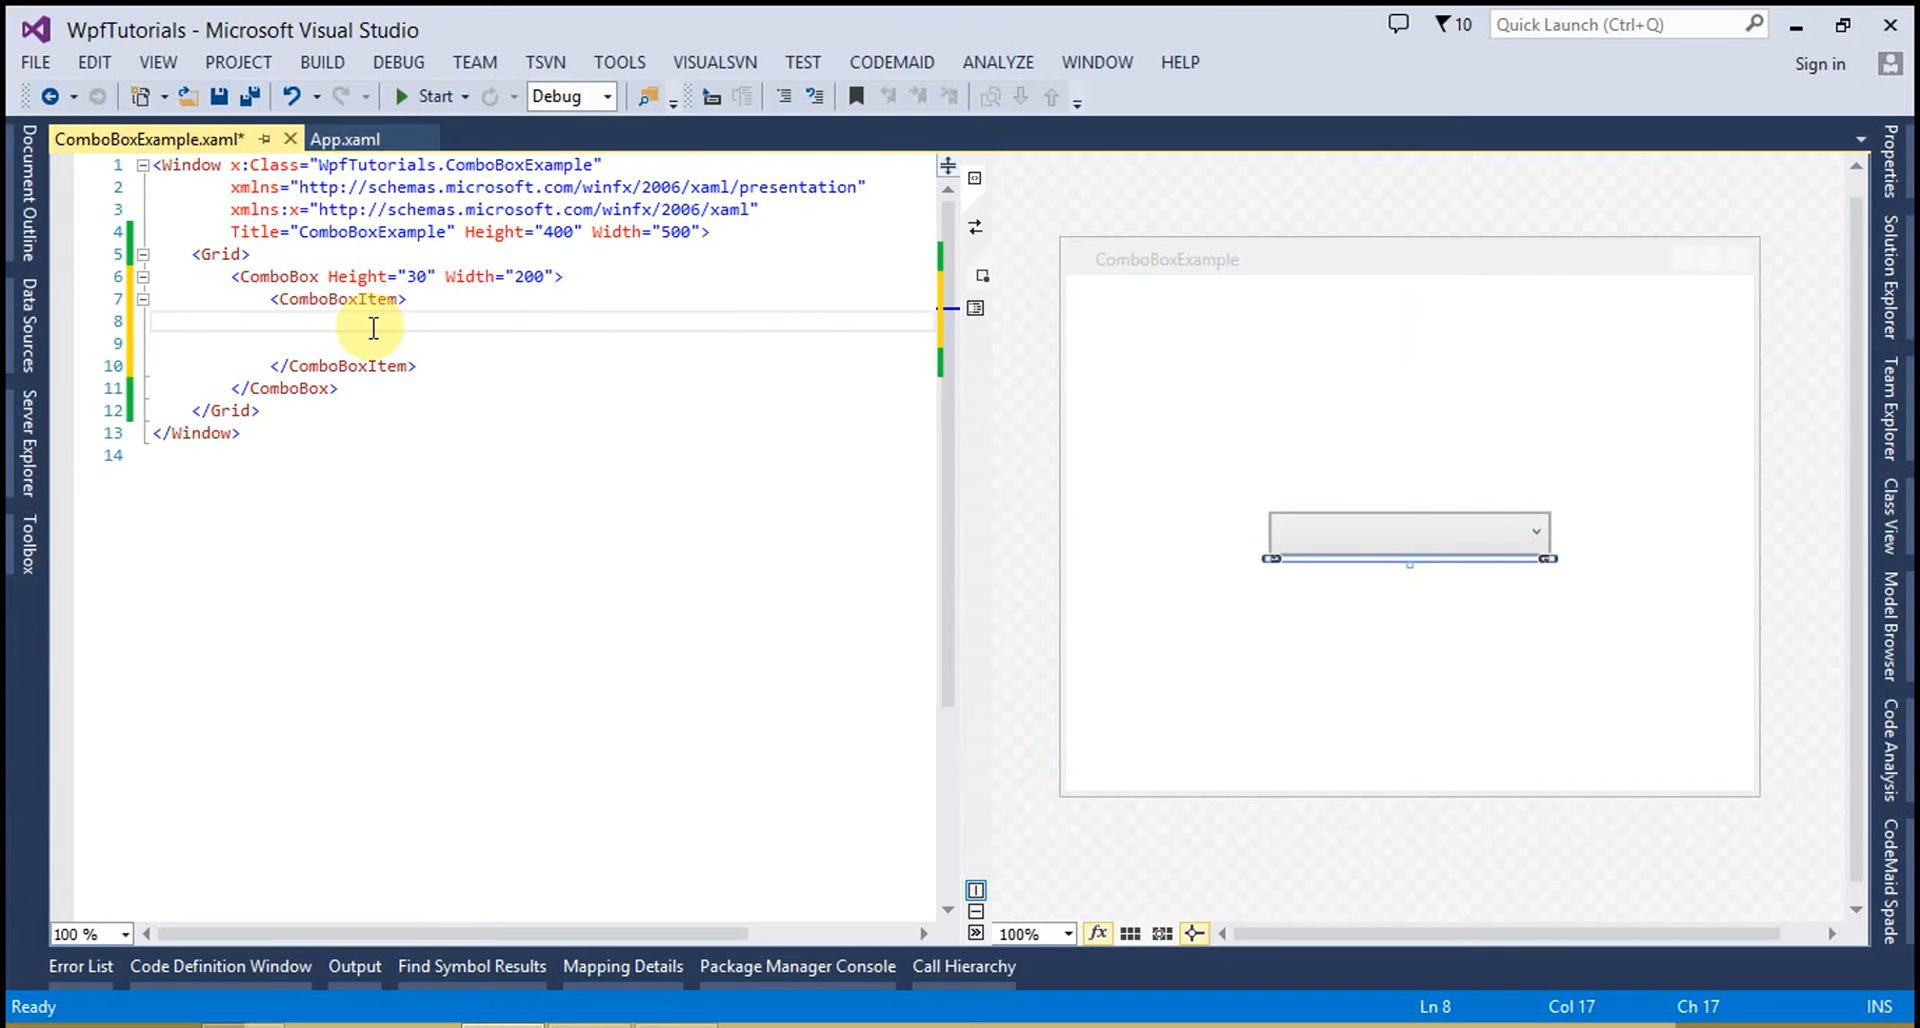 WpfTutorials - Microsoft Visual Studio
10
Quick Launch (Ctrl+Q)
FILE EDIT VIEW PROJECT BUILD DEBUG TEAM TSVN TOOLS VISUALSVN TEST CODEMAID ANALYZE WINDOW HELP
Sign in
Start Debug
ComboBoxExample.xaml* App.xaml
1 <Window x:Class="WpfTutorials.ComboBoxExample"
2 xmlns="http://schemas.microsoft.com/winfx/2006/xaml/presentation"
3 xmlns:x="http://schemas.microsoft.com/winfx/2006/xaml"
4 Title="ComboBoxExample" Height="400" Width="500">
5 <Grid>
6 <ComboBox Height="30" Width="200">
7 <ComboBoxItem>
8
9
10 </ComboBoxItem>
11 </ComboBox>
12 </Grid>
13 </Window>
14
Document Outline
Data Sources
Server Explorer
Toolbox
ComboBoxExample
Properties
Solution Explorer
Team Explorer
Class View
Model Browser
Code Analysis
CodeMaid Spade
100 %
100%
fx
Error List Code Definition Window Output Find Symbol Results Mapping Details Package Manager Console Call Hierarchy
Ready Ln 8 Col 17 Ch 17 INS